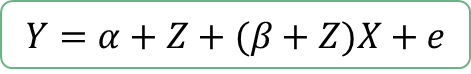 Y = α + Z + (β + Z)X + e